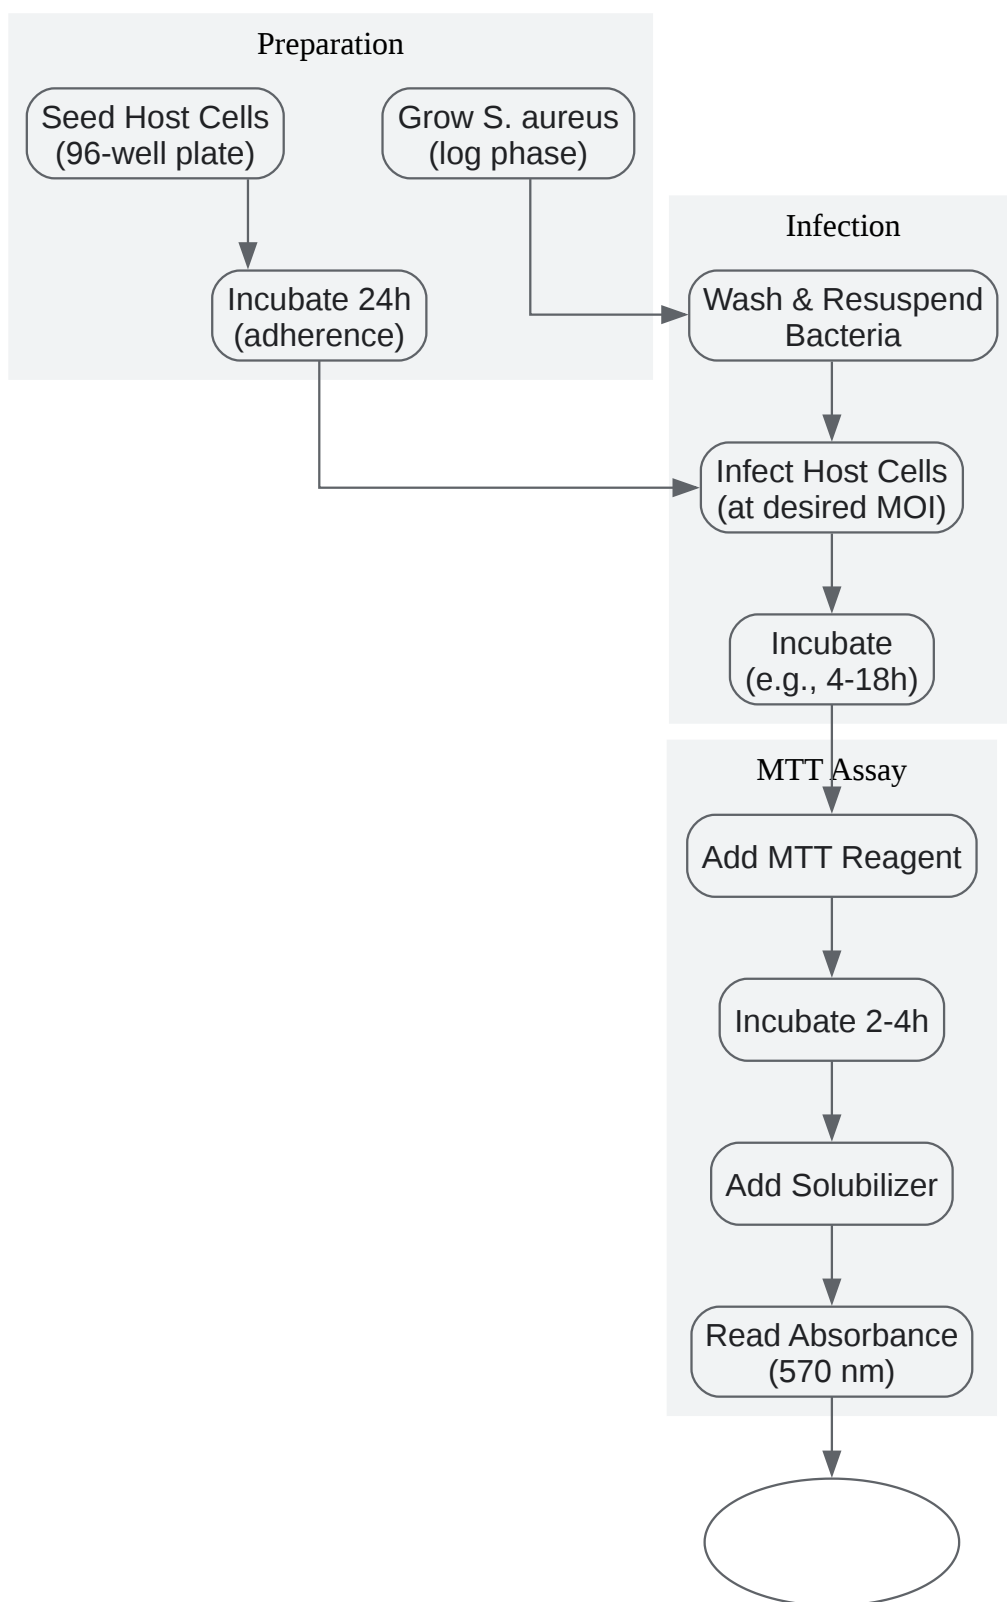 Preparation
Seed Host Cells
(96-well plate)
Grow S. aureus
(log phase)
Incubate 24h
(adherence)
Infection
Wash & Resuspend
Bacteria
Infect Host Cells
(at desired MOI)
Incubate
(e.g., 4-18h)
MTT Assay
Add MTT Reagent
Incubate 2-4h
Add Solubilizer
Read Absorbance
(570 nm)